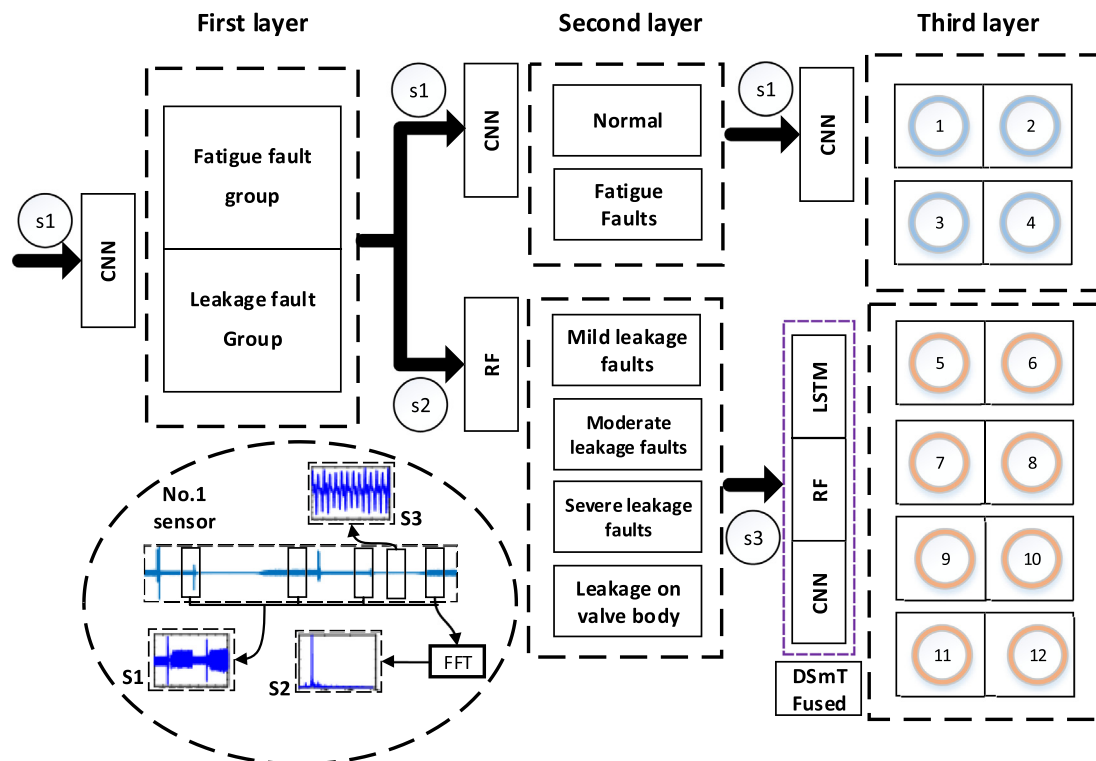 First layer
Second layer
Third layer
s1
CNN
Fatigue fault
group
Leakage fault
Group
s1
CNN
s2
RF
Normal
Fatigue
Faults
s1
CNN
1
2
3
4
Mild leakage
faults
Moderate
leakage faults
Severe leakage
faults
Leakage on
valve body
s3
LSTM
RF
CNN
DSmT
Fused
5
6
7
8
9
10
11
12
No.1
sensor
S3
S1
S2
FFT